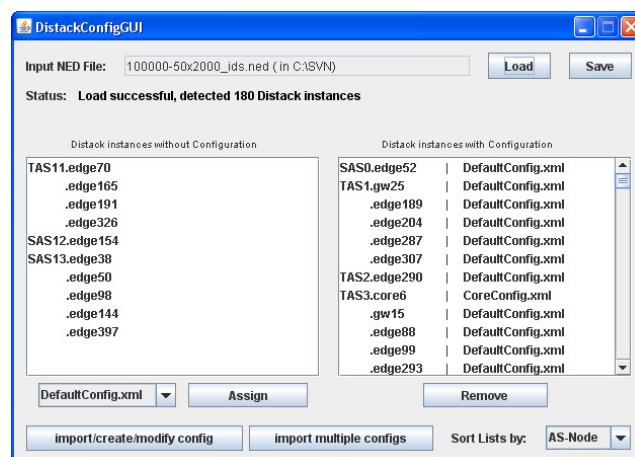 DistackConfigGUI
Input NED File: 100000-50x2000_ids.ned ( in C:\SVN) Load Save
Status: Load successful, detected 180 Distack instances
Distack instances without Configuration
TAS11.edge70
.edge165
.edge191
.edge326
SAS12.edge154
SAS13.edge38
.edge50
.edge98
.edge144
.edge397
Distack instances with Configuration
SAS0.edge52 | DefaultConfig.xml
TAS1.gw25 | DefaultConfig.xml
.edge189 | DefaultConfig.xml
.edge204 | DefaultConfig.xml
.edge287 | DefaultConfig.xml
.edge307 | DefaultConfig.xml
TAS2.edge290 | DefaultConfig.xml
TAS3.core6 | CoreConfig.xml
.gw15 | DefaultConfig.xml
.edge88 | DefaultConfig.xml
.edge99 | DefaultConfig.xml
.edge293 | DefaultConfig.xml
DefaultConfig.xml Assign Remove
import/create/modify config import multiple configs Sort Lists by: AS-Node